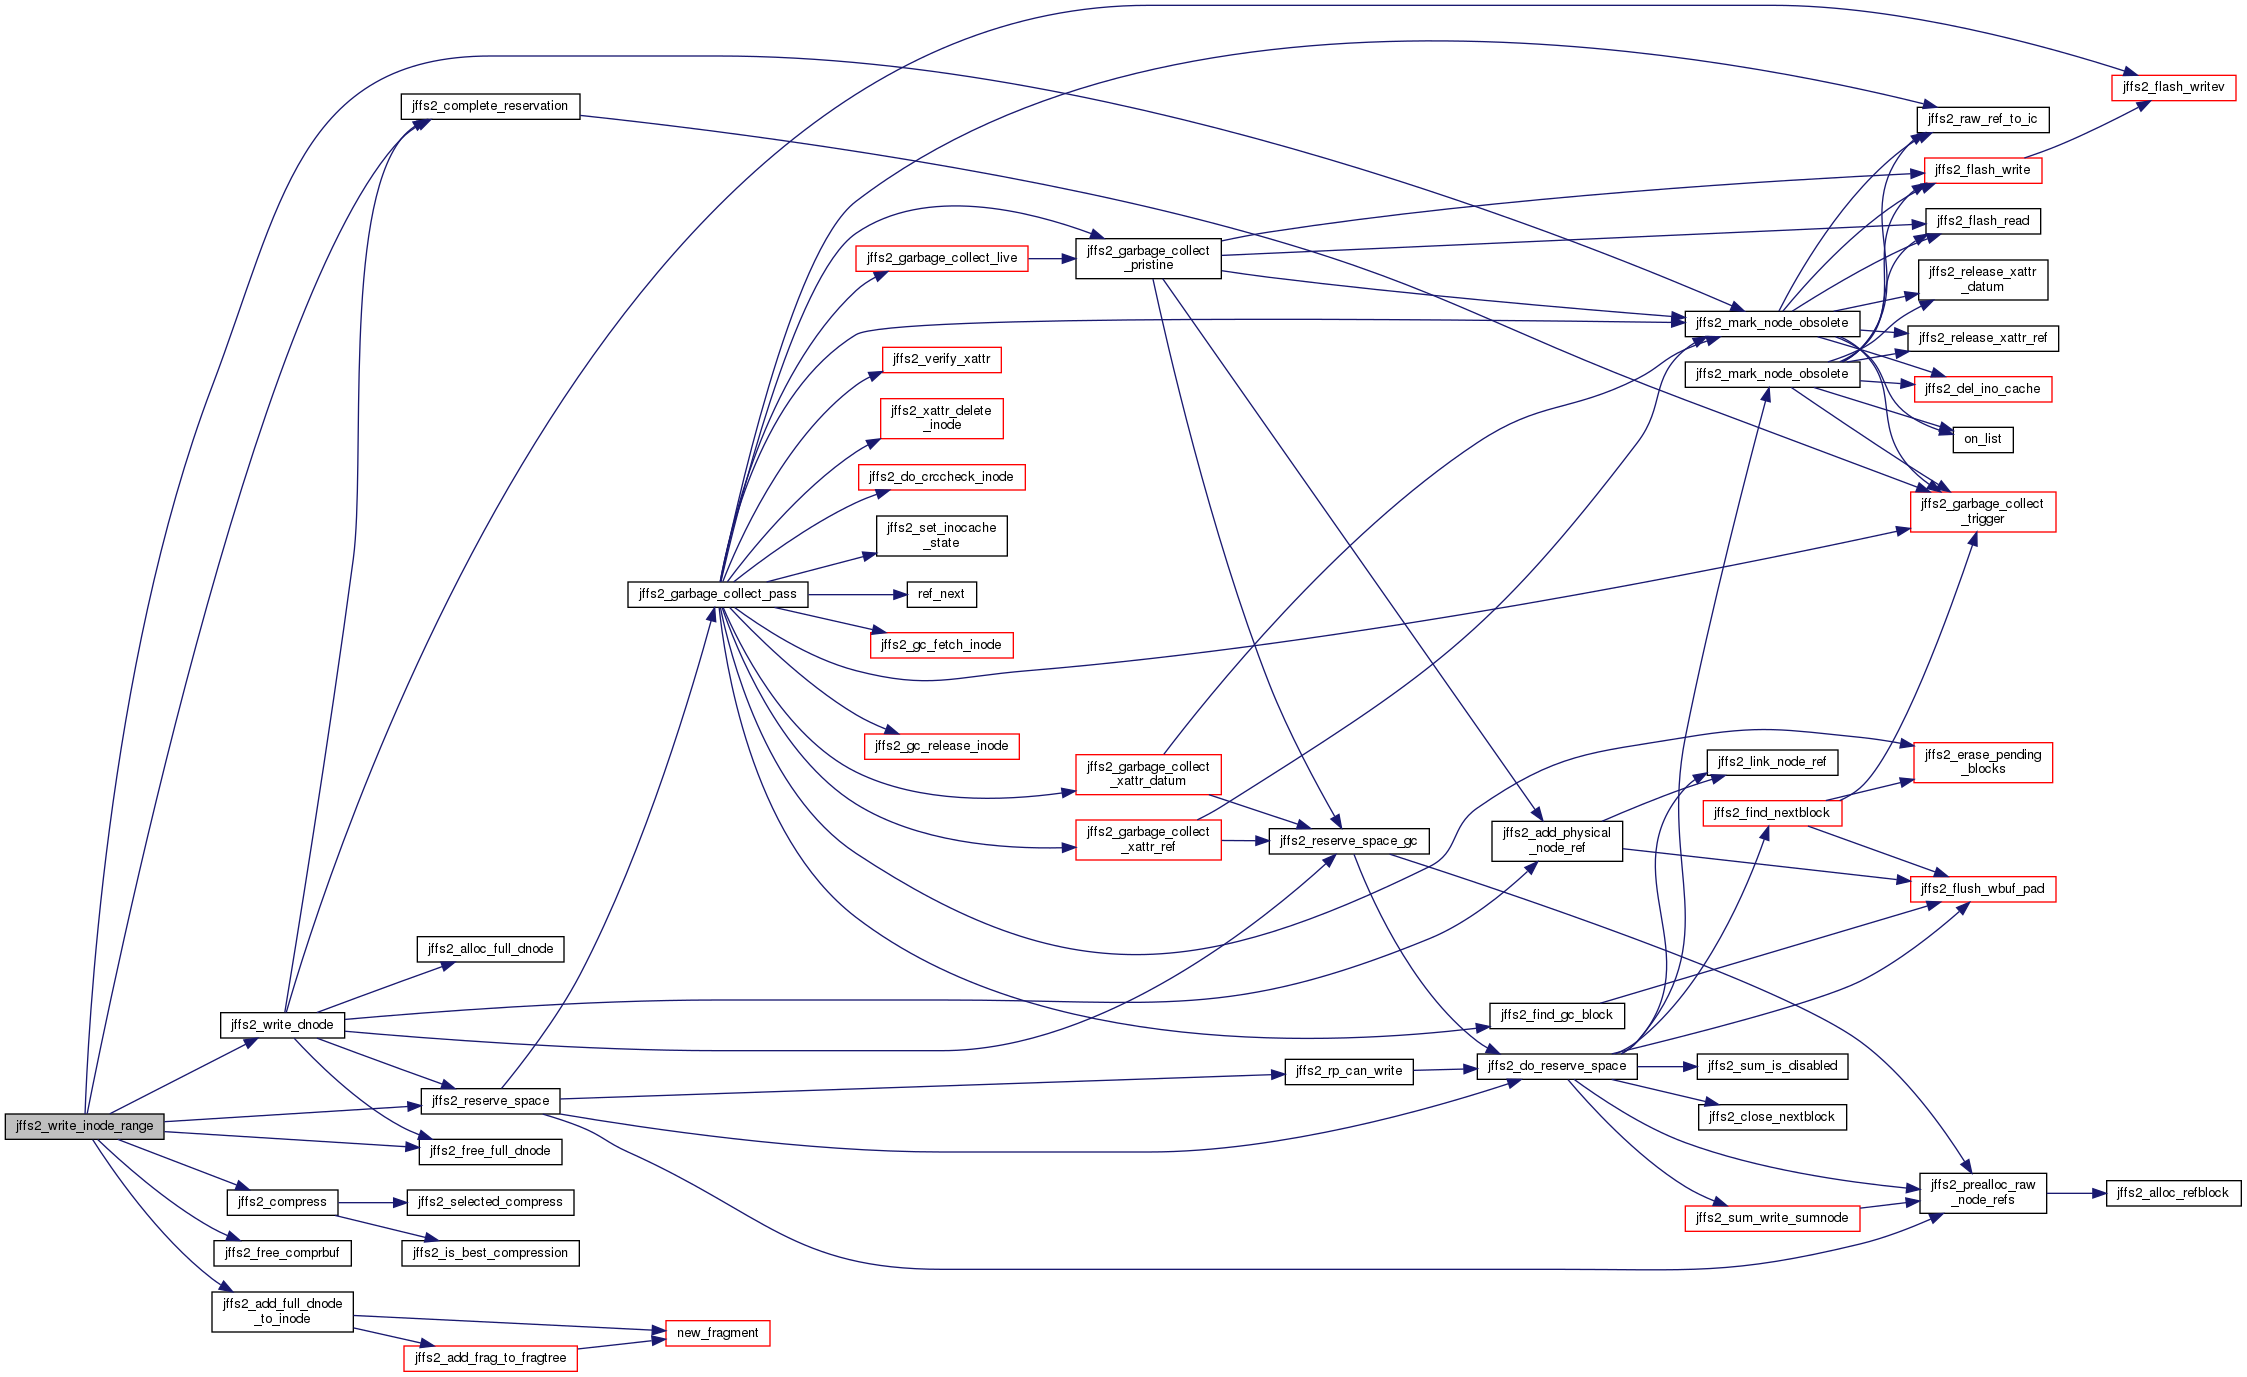 jffs2_write_inode_range
jffs2_write_dnode
jffs2_compress
jffs2_free_comprbuf
jffs2_add_full_dnode
_to_inode
jffs2_complete_reservation
jffs2_alloc_full_dnode
jffs2_reserve_space
jffs2_free_full_dnode
jffs2_selected_compress
jffs2_is_best_compression
jffs2_add_frag_to_fragtree
new_fragment
jffs2_garbage_collect_pass
jffs2_garbage_collect_live
jffs2_verify_xattr
jffs2_xattr_delete
_inode
jffs2_do_crccheck_inode
jffs2_set_inocache
_state
ref_next
jffs2_gc_fetch_inode
jffs2_gc_release_inode
jffs2_garbage_collect
_pristine
jffs2_garbage_collect
_xattr_datum
jffs2_garbage_collect
_xattr_ref
jffs2_reserve_space_gc
jffs2_rp_can_write
jffs2_add_physical
_node_ref
jffs2_find_gc_block
jffs2_do_reserve_space
jffs2_mark_node_obsolete
jffs2_mark_node_obsolete
jffs2_link_node_ref
jffs2_find_nextblock
jffs2_sum_is_disabled
jffs2_close_nextblock
jffs2_sum_write_sumnode
jffs2_raw_ref_to_ic
jffs2_flash_write
jffs2_flash_read
jffs2_release_xattr
_datum
jffs2_release_xattr_ref
jffs2_del_ino_cache
on_list
jffs2_garbage_collect
_trigger
jffs2_erase_pending
_blocks
jffs2_flush_wbuf_pad
jffs2_prealloc_raw
_node_refs
jffs2_flash_writev
jffs2_alloc_refblock